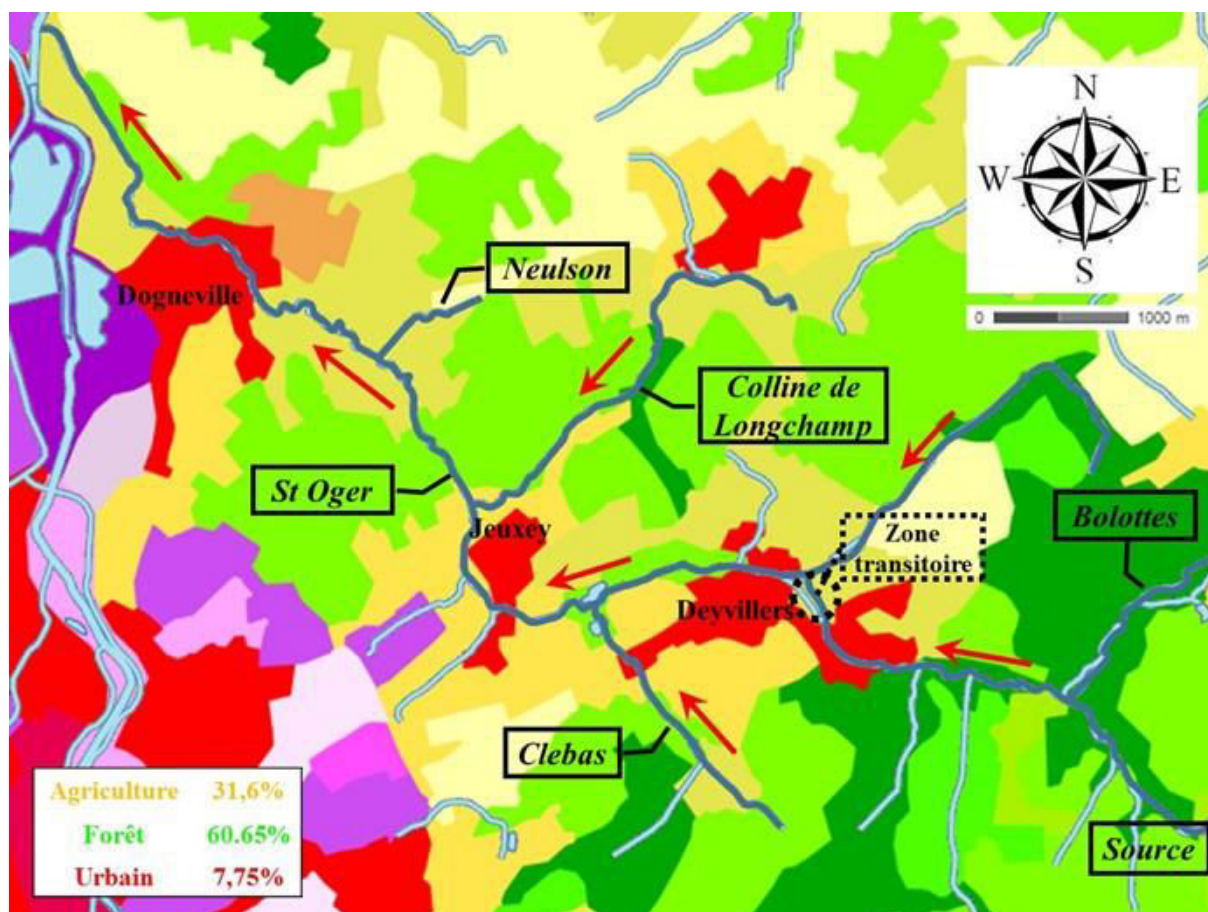 N
W E
S
0 1000 m
Neulson
Dogneville
Colline de
Longchamp
St Oger
Jeuxey
Bolottes
Zone
transitoire
Deyvillers
Clebas
Source
Agriculture 31,6%
Forêt 60.65%
Urbain 7,75%